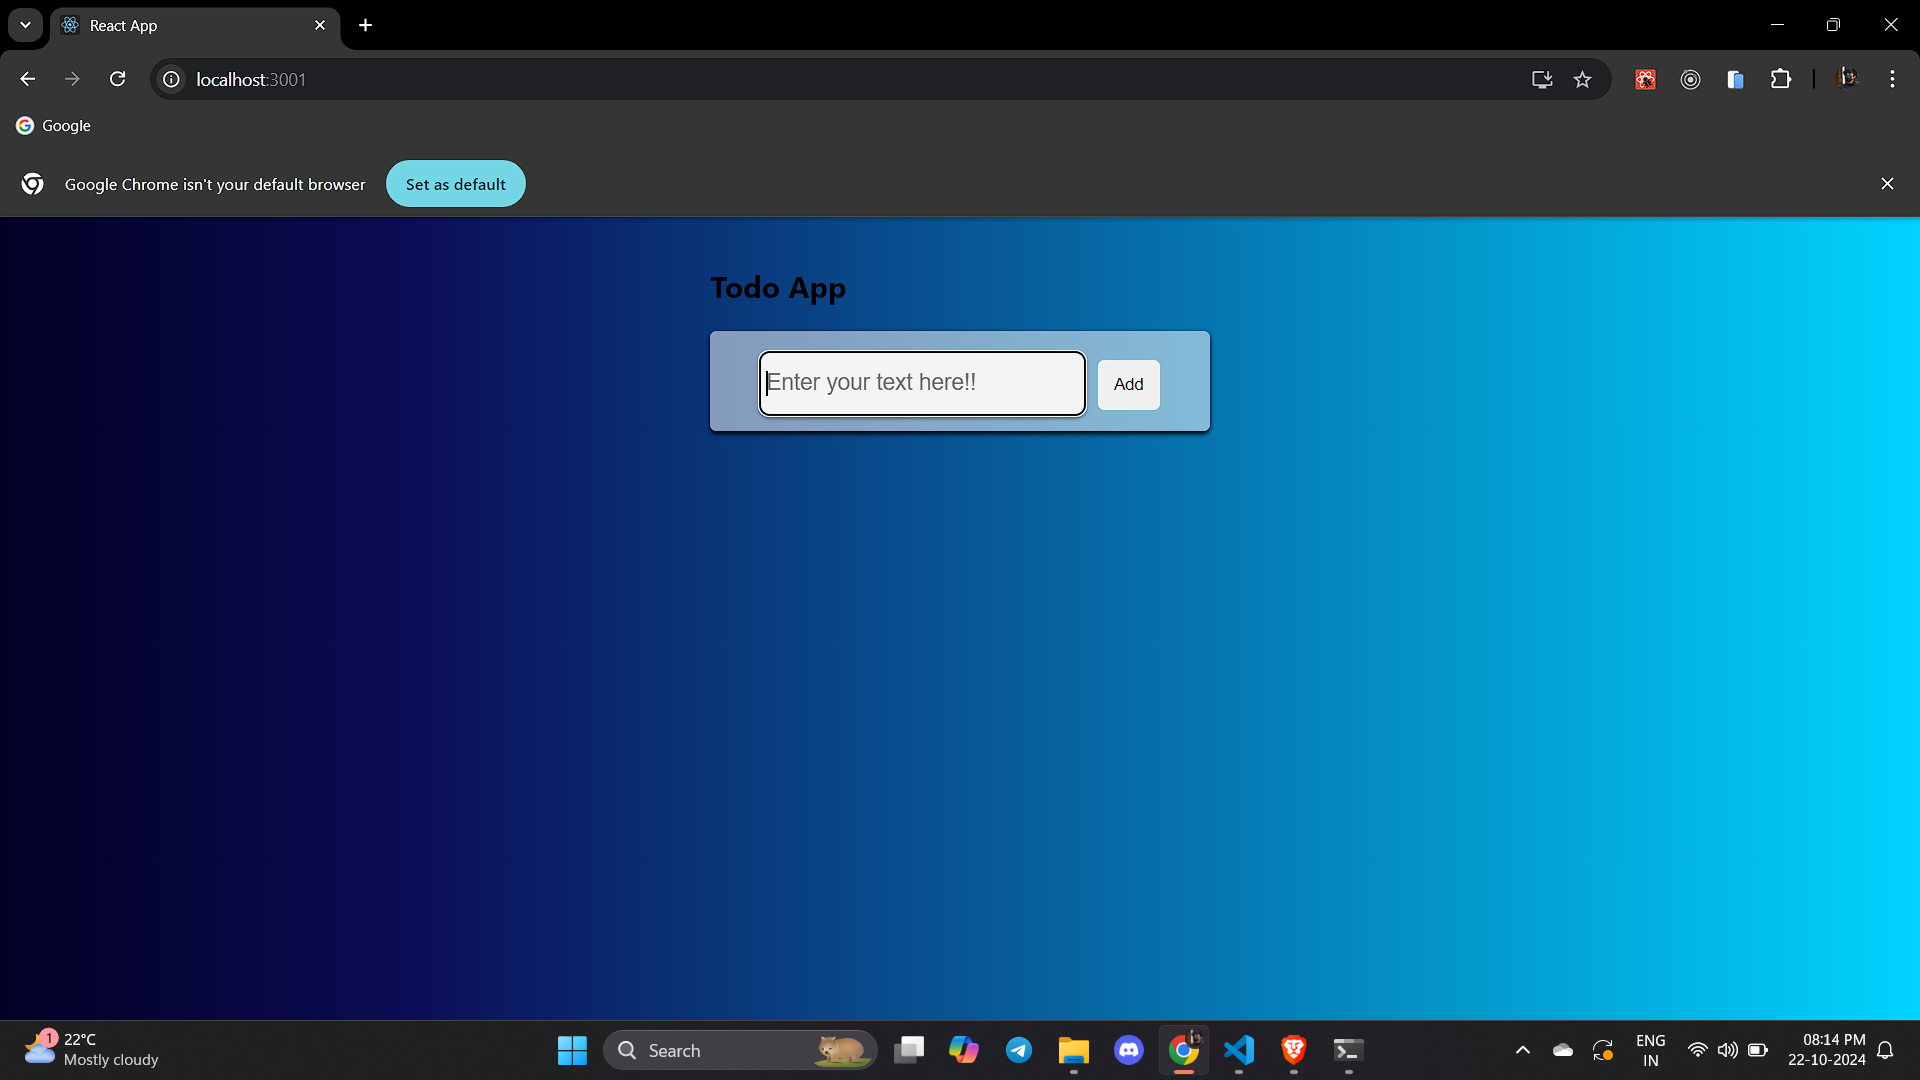 React App
localhost:3001
Google
Google Chrome isn't your default browser
Set as default
Todo App
Enter your text here!!
Add
1
22°C
Mostly cloudy
Search
ENG
IN
08:14 PM
22-10-2024